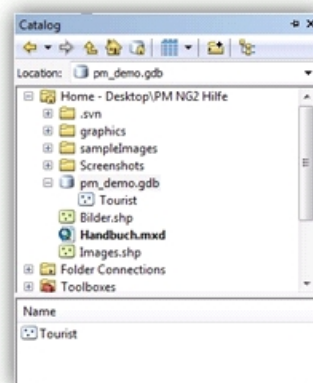 Catalog
Location: pm_demo.gdb
Home - Desktop\PM NG2 Hilfe
.svn
graphics
sampleImages
Screenshots
pm_demo.gdb
Tourist
Bilder.shp
Handbuch.mxd
Images.shp
Folder Connections
Toolboxes
Name
Tourist